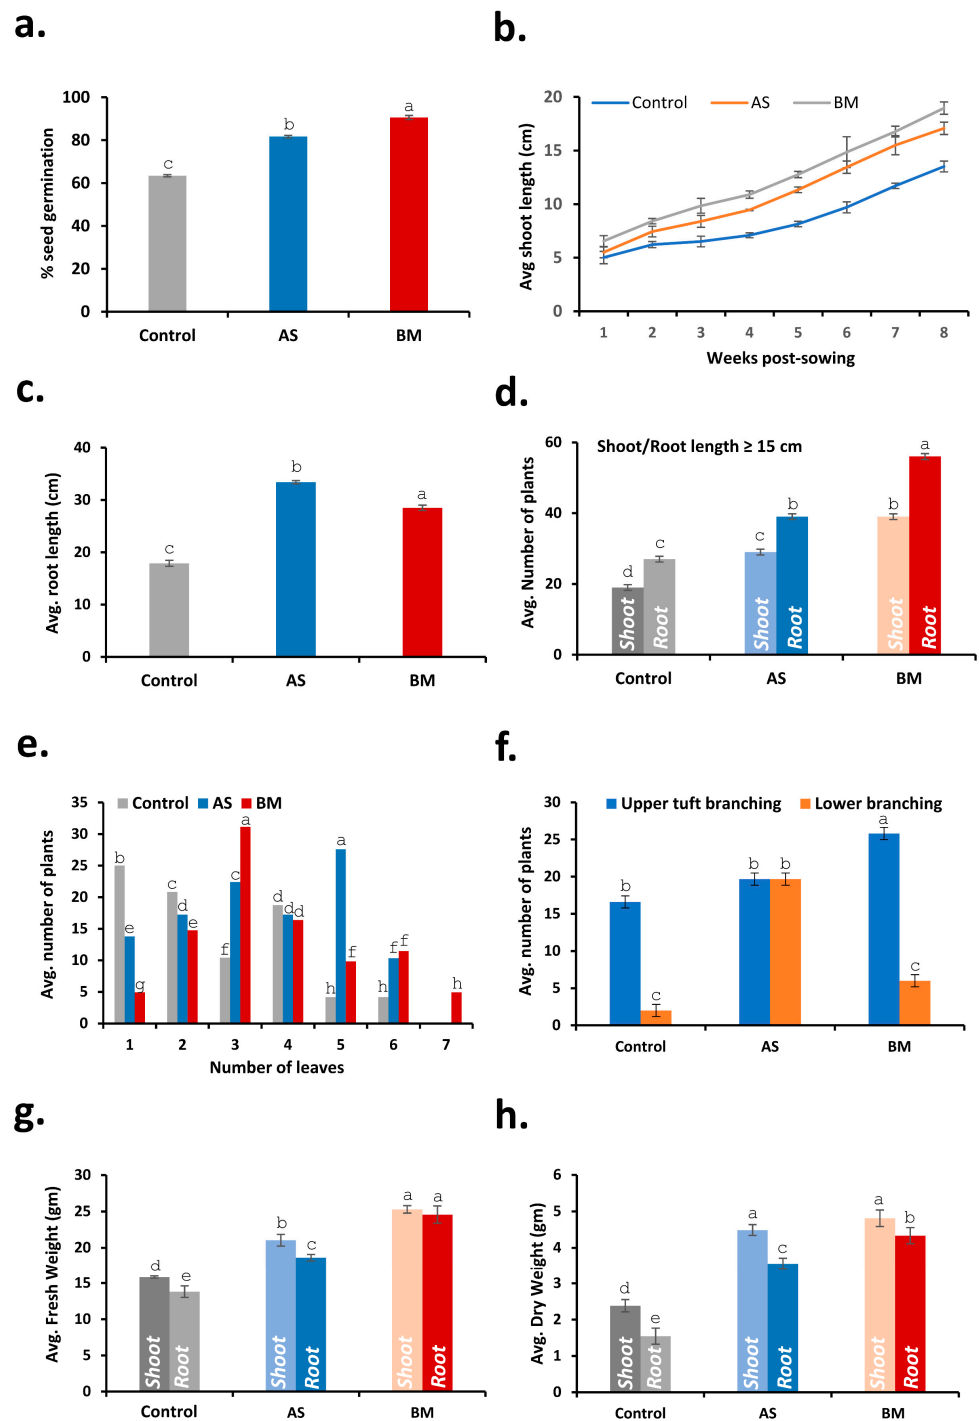 a.
100
80
60
40
20
0
% seed germination
c
b
a
Control AS BM
b.
Control AS BM
20
15
10
5
0
Avg shoot length (cm)
1 2 3 4 5 6 7 8
Weeks post-sowing
c.
40
30
20
10
0
Avg. root length (cm)
c
b
a
Control AS BM
d.
Shoot/Root length ≥ 15 cm
60
40
20
0
Avg. Number of plants
d c c b b a
Shoot Root Shoot Root Shoot Root
Control AS BM
e.
Control AS BM
35
30
25
20
15
10
5
0
Avg. number of plants
b e g c d e f c a d d d h a f h f f h
1 2 3 4 5 6 7
Number of leaves
f.
Upper tuft branching Lower branching
30
25
20
15
10
5
0
Avg. number of plants
b c b b a c
Control AS BM
g.
30
25
20
15
10
5
0
Avg. Fresh Weight (gm)
d e b c a a
Shoot Root Shoot Root Shoot Root
Control AS BM
h.
6
5
4
3
2
1
0
Avg. Dry Weight (gm)
d e a c a b
Shoot Root Shoot Root Shoot Root
Control AS BM